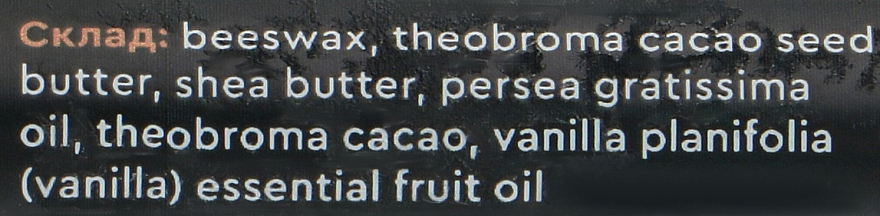 Склад: beeswax, theobroma cacao seed
butter, shea butter, persea gratissima
oil, theobroma cacao, vanilla planifolia
(vanilla) essential fruit oil